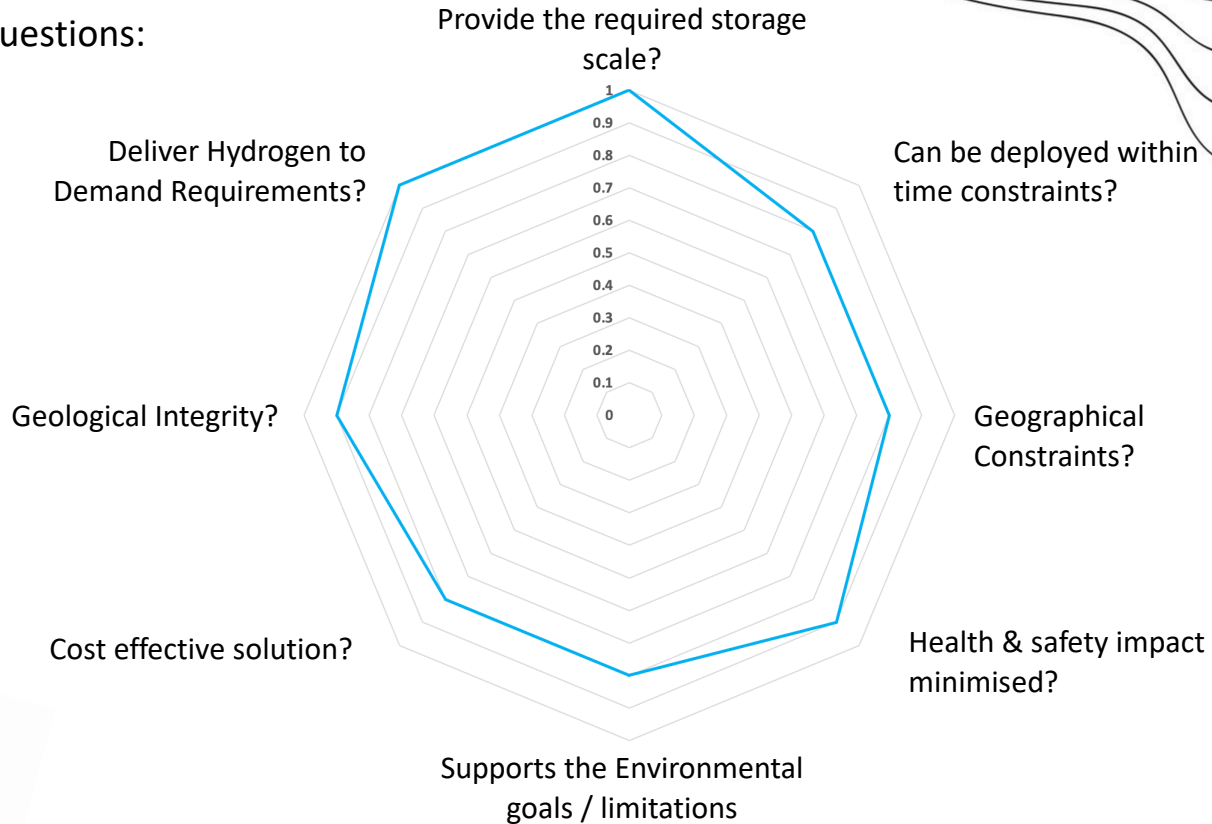 uestions:
Provide the required storage
scale?
Can be deployed within
time constraints?
Geographical
Constraints?
Health & safety impact
minimised?
Supports the Environmental
goals / limitations
Cost effective solution?
Geological Integrity?
Deliver Hydrogen to
Demand Requirements?
1
0.9
0.8
0.7
0.6
0.5
0.4
0.3
0.2
0.1
0